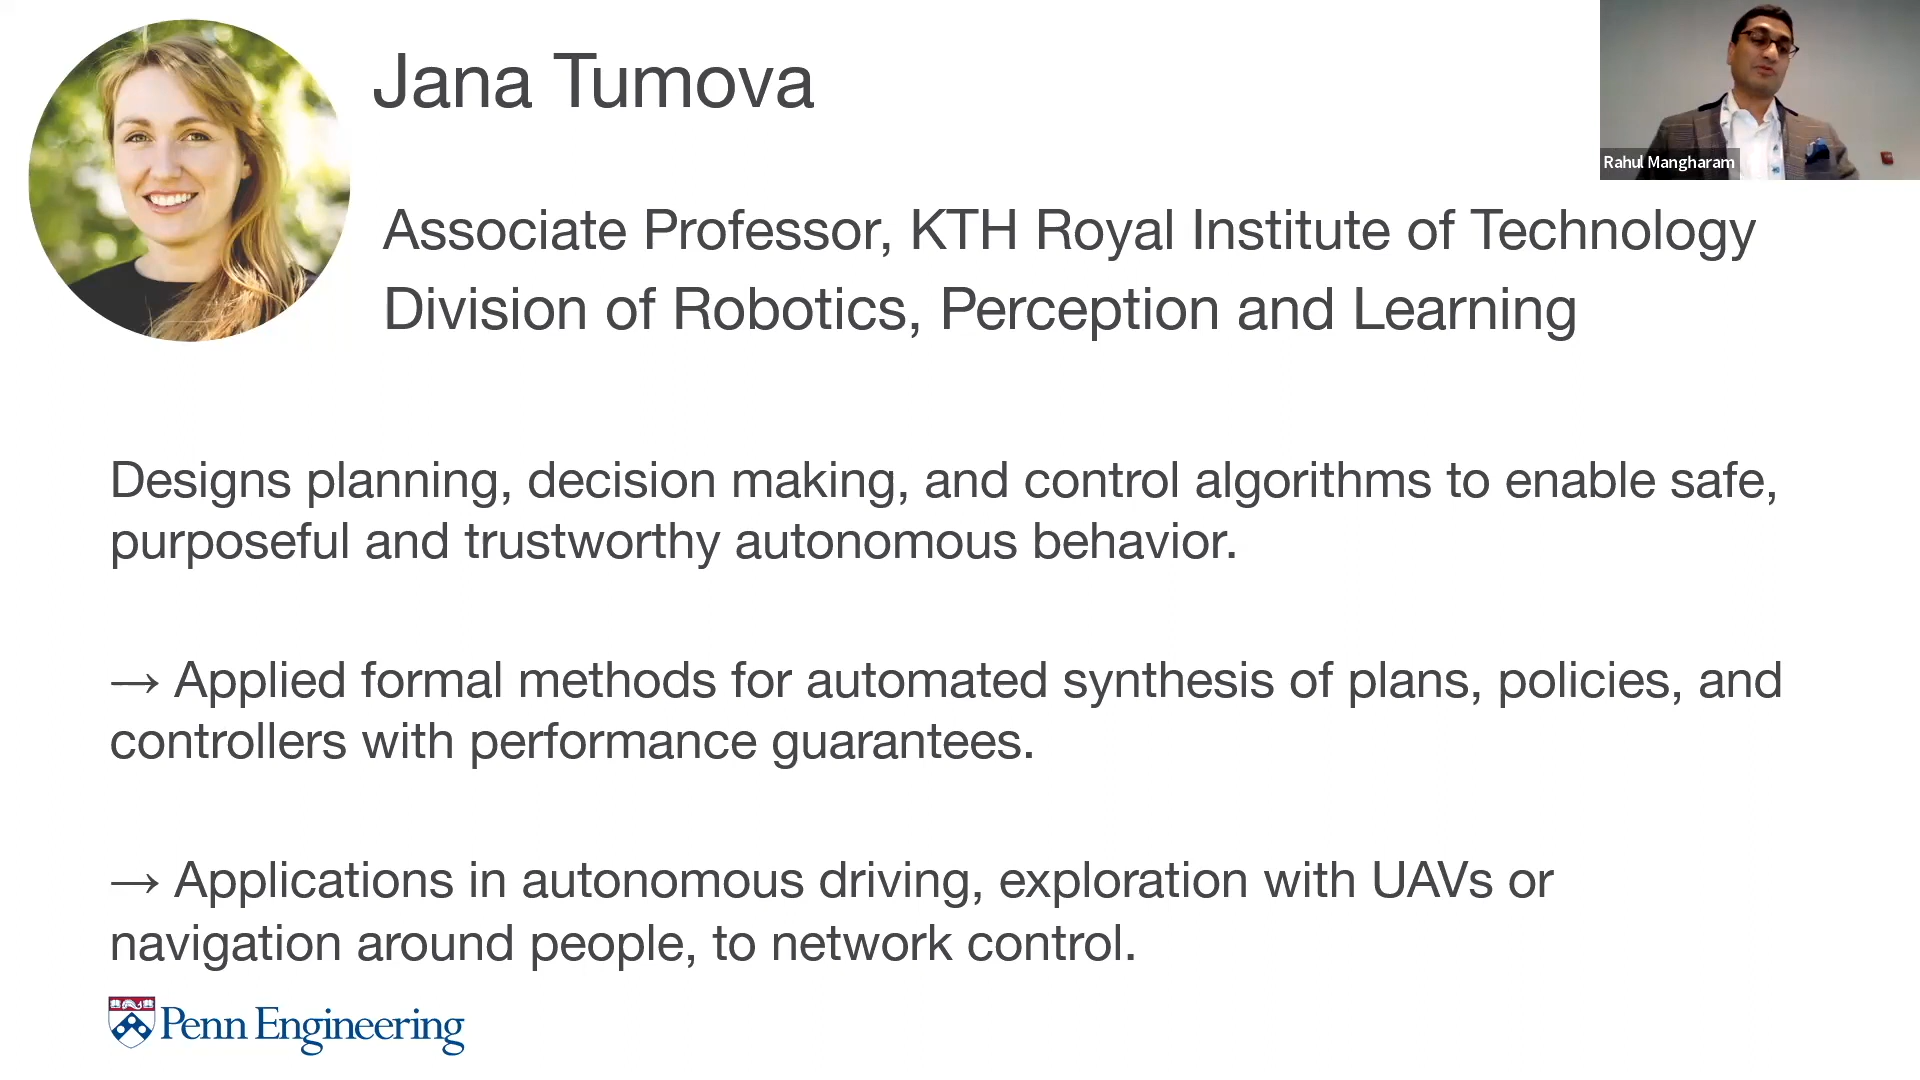 Jana Tumova
Rahul Mangharam
Associate Professor, KTH Royal Institute of Technology
Division of Robotics, Perception and Learning
Designs planning, decision making, and control algorithms to enable safe,
purposeful and trustworthy autonomous behavior.
→ Applied formal methods for automated synthesis of plans, policies, and
controllers with performance guarantees.
→ Applications in autonomous driving, exploration with UAVs or
navigation around people, to network control.
Penn Engineering